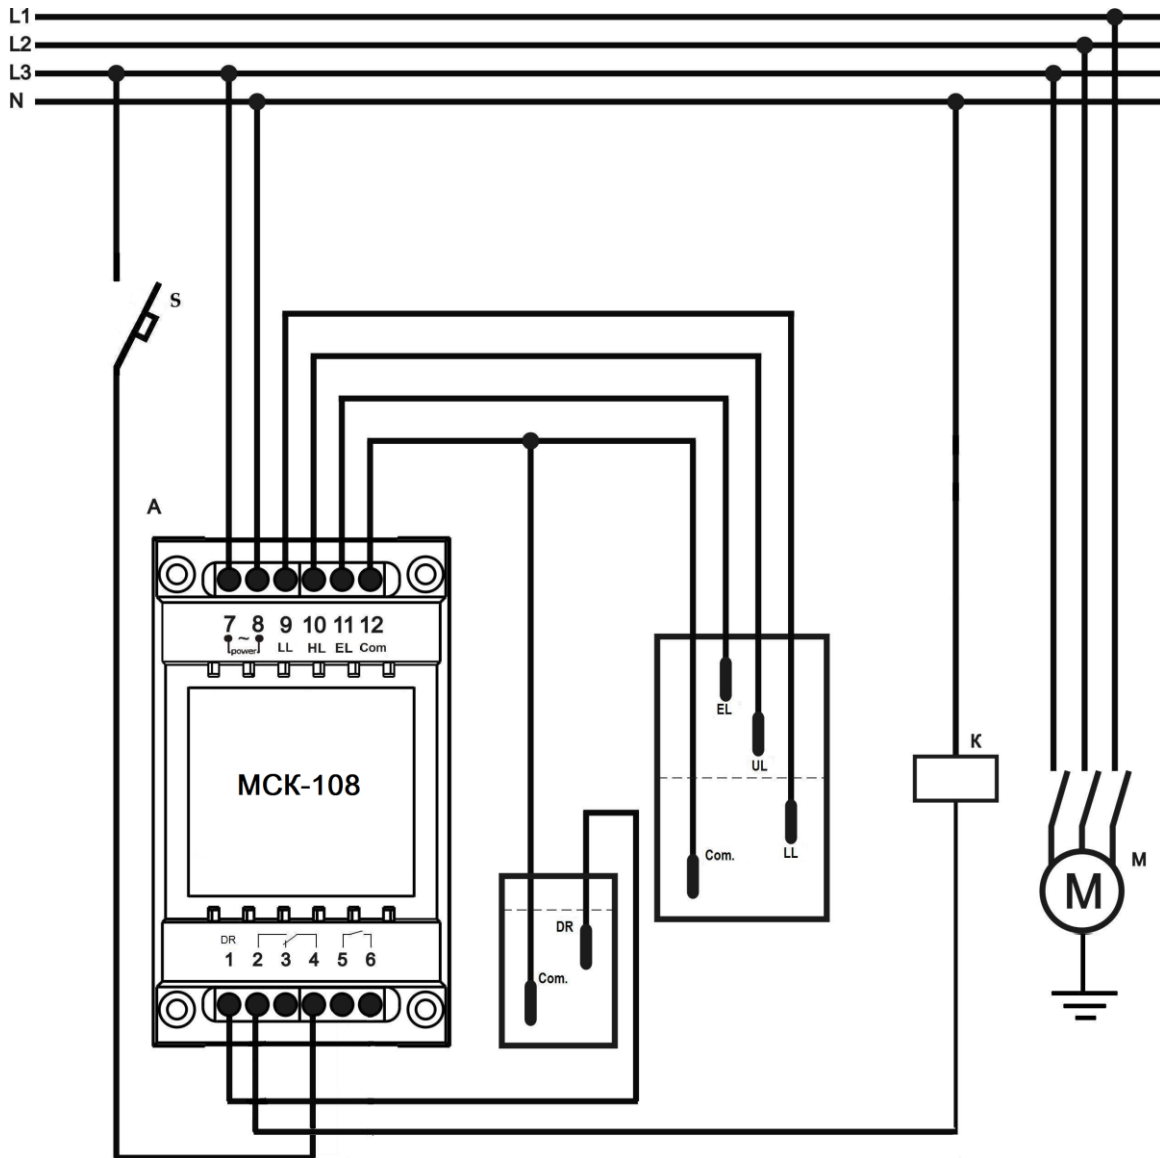 L1
L2
L3
N
S
A
7 8 9 10 11 12
~
power LL HL EL Com
EL
UL
K
МСК-108
Com.
LL
M
M
DR
Com.
DR
1 2 3 4 5 6